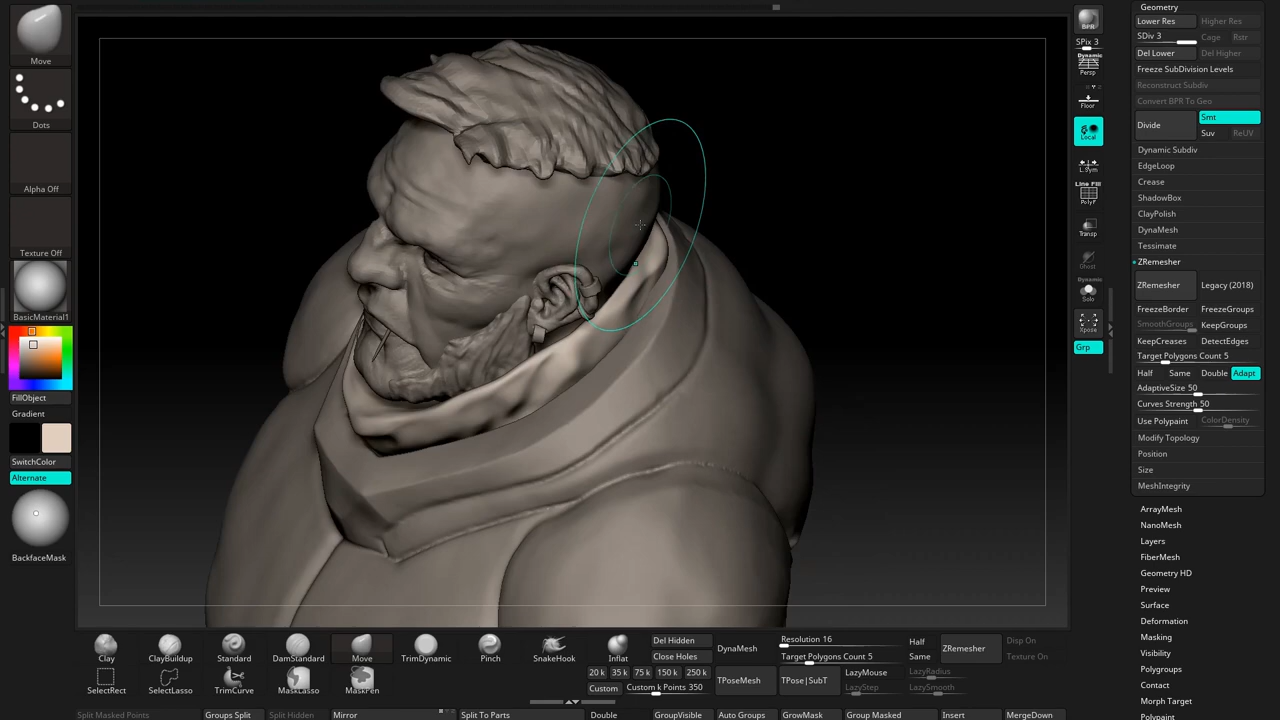 Move
Dots
Alpha Off
Texture Off
BasicMaterial1
FillObject
Gradient
SwitchColor
Alternate
BackfaceMask
BPR
SPix 3
Dynamic
Persp
Floor
Local
L.Sym
Line Fill
PolyF
Transp
Ghost
Dynamic
Solo
Xpose
Grp
Geometry
Lower Res Higher Res
SDiv 3 Cage Rstr
Del Lower Del Higher
Freeze SubDivision Levels
Reconstruct Subdiv
Convert BPR To Geo
Divide Smt
Suv ReUV
Dynamic Subdiv
EdgeLoop
Crease
ShadowBox
ClayPolish
DynaMesh
Tessimate
ZRemesher
ZRemesher Legacy (2018)
FreezeBorder FreezeGroups
SmoothGroups KeepGroups
KeepCreases DetectEdges
Target Polygons Count 5
Half Same Double Adapt
AdaptiveSize 50
Curves Strength 50
Use Polypaint ColorDensity
Modify Topology
Position
Size
MeshIntegrity
ArrayMesh
NanoMesh
Layers
FiberMesh
Geometry HD
Preview
Surface
Deformation
Masking
Visibility
Polygroups
Contact
Morph Target
Polypaint
Clay ClayBuildup Standard DamStandard Move TrimDynamic Pinch SnakeHook Inflat
SelectRect SelectLasso TrimCurve MaskLasso MaskPen
Del Hidden
Close Holes
20 k 35 k 75 k 150 k 250 k
Custom Custom k Points 350
DynaMesh
Resolution 16
Target Polygons Count 5
Half
Same
ZRemesher
Disp On
Texture On
TPoseMesh
TPose|SubT
LazyMouse
LazyStep
LazyRadius
LazySmooth
Split Masked Points Groups Split Split Hidden Mirror Split To Parts Double GroupVisible Auto Groups GrowMask Group Masked Insert MergeDown